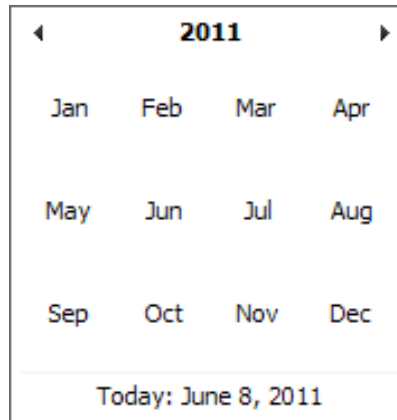 2011
Jan Feb Mar Apr
May Jun Jul Aug
Sep Oct Nov Dec
Today: June 8, 2011